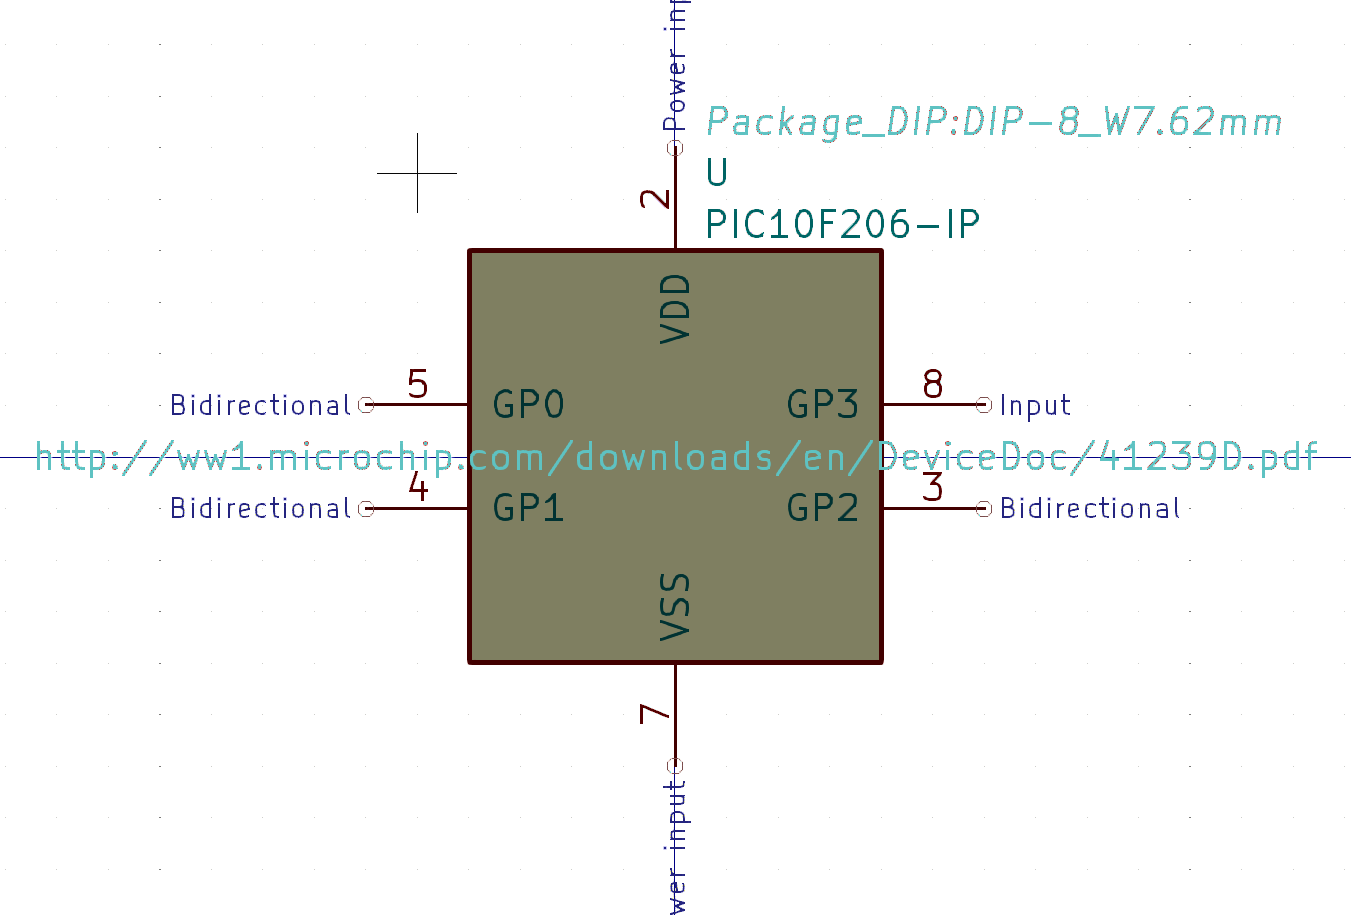 Power inp
Package_DIP:DIP-8_W7.62mm
U
2
PIC10F206-IP
VDD
5
8
Bidirectional
GP0
GP3
Input
http://ww1.microchip.com/downloads/en/DeviceDoc/41239D.pdf
4
3
Bidirectional
GP1
GP2
Bidirectional
VSS
7
wer input